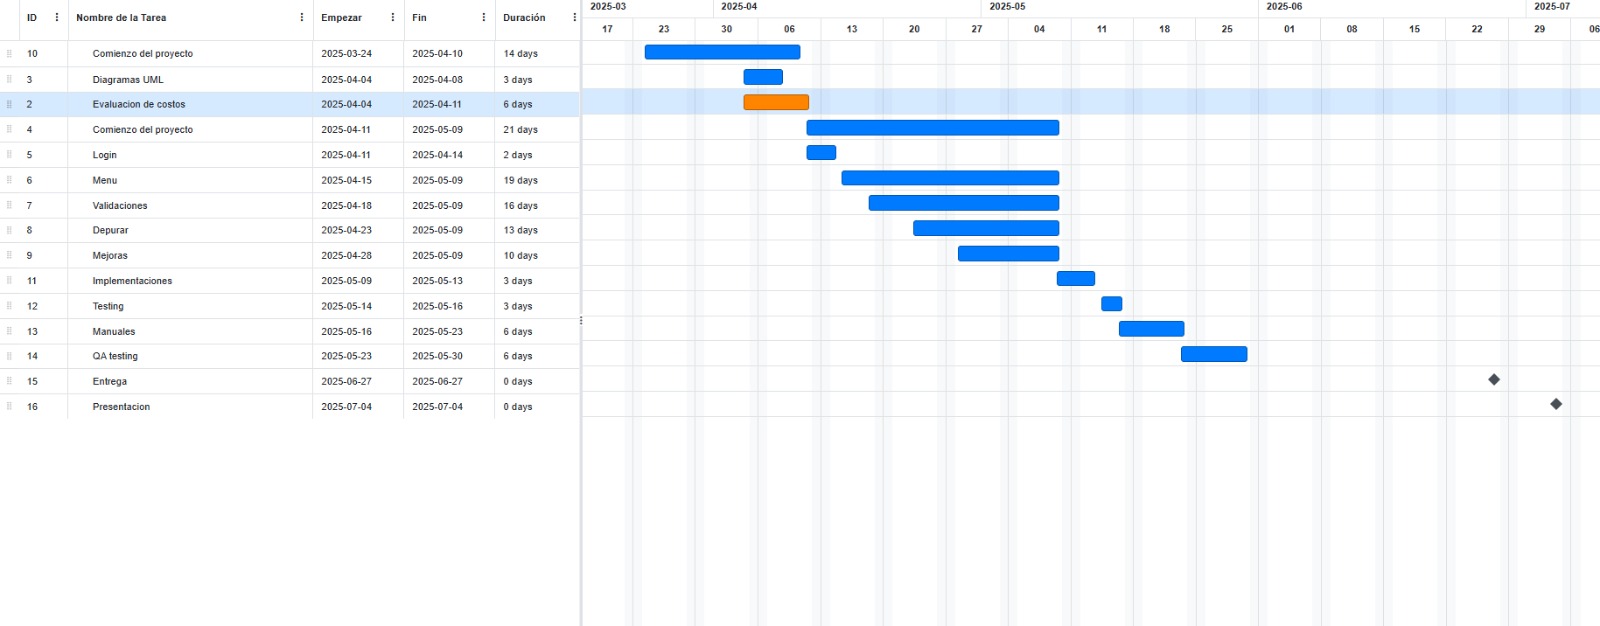 2025-03 2025-04 2025-05 2025-06 2025-07
ID Nombre de la Tarea Empezar Fin Duración
17 23 30 06 13 20 27 04 11 18 25 01 08 15 22 29 06
10 Comienzo del proyecto 2025-03-24 2025-04-10 14 days
3 Diagramas UML 2025-04-04 2025-04-08 3 days
2 Evaluacion de costos 2025-04-04 2025-04-11 6 days
4 Comienzo del proyecto 2025-04-11 2025-05-09 21 days
5 Login 2025-04-11 2025-04-14 2 days
6 Menu 2025-04-15 2025-05-09 19 days
7 Validaciones 2025-04-18 2025-05-09 16 days
8 Depurar 2025-04-23 2025-05-09 13 days
9 Mejoras 2025-04-28 2025-05-09 10 days
11 Implementaciones 2025-05-09 2025-05-13 3 days
12 Testing 2025-05-14 2025-05-16 3 days
13 Manuales 2025-05-16 2025-05-23 6 days
14 QA testing 2025-05-23 2025-05-30 6 days
15 Entrega 2025-06-27 2025-06-27 0 days
16 Presentacion 2025-07-04 2025-07-04 0 days